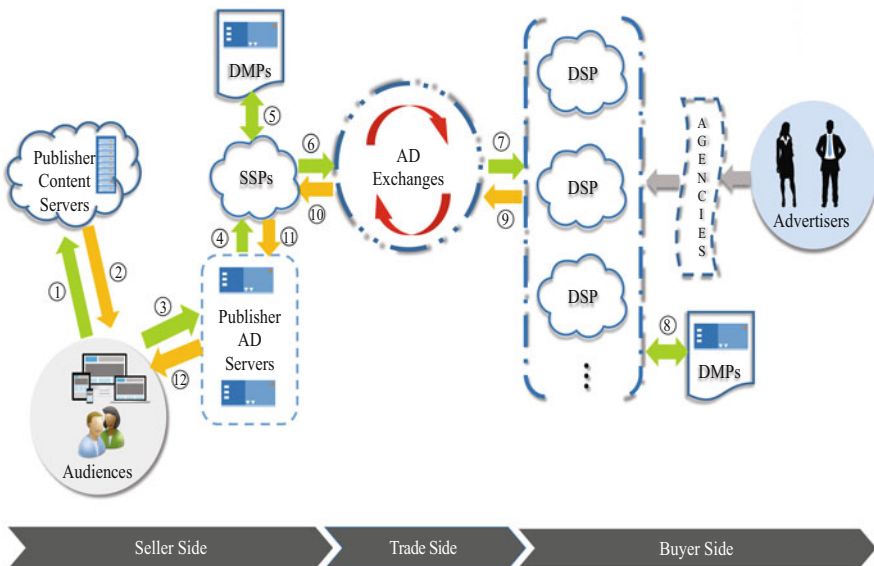 DMPs
⑤
Publisher
Content
Servers
SSPs
⑥
⑩
AD
Exchanges
⑦
⑨
DSP
DSP
DSP
AGENCIES
Advertisers
④
⑪
①
②
③
⑫
Publisher
AD
Servers
⑧
DMPs
Audiences
Seller Side
Trade Side
Buyer Side